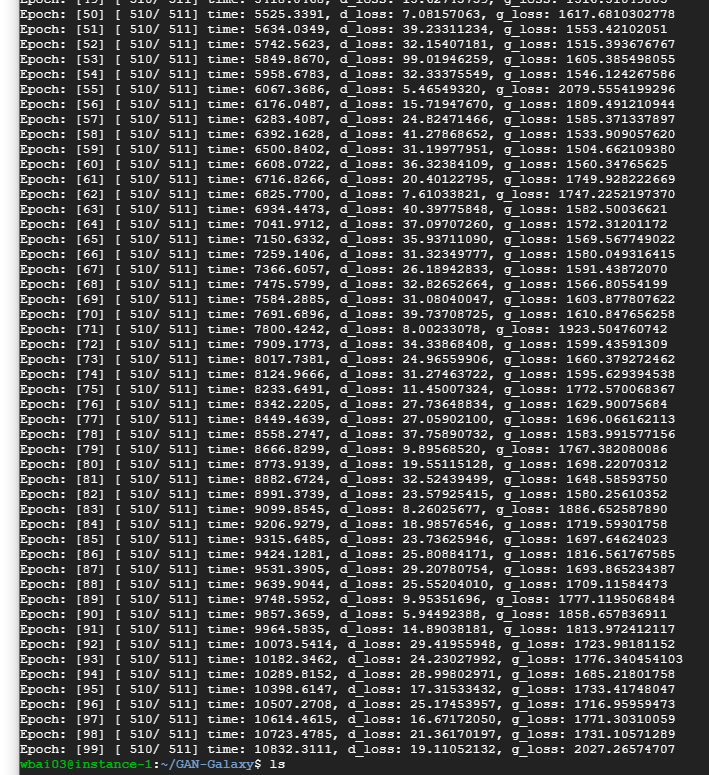 Epoch: [50] [ 510/ 511] time: 5525.3391, d_loss: 7.08157063, g_loss: 1617.6810302778
Epoch: [51] [ 510/ 511] time: 5634.0349, d_loss: 39.23311234, g_loss: 1553.42102051
Epoch: [52] [ 510/ 511] time: 5742.5623, d_loss: 32.15407181, g_loss: 1515.393676767
Epoch: [53] [ 510/ 511] time: 5849.8670, d_loss: 99.01946259, g_loss: 1605.385498055
Epoch: [54] [ 510/ 511] time: 5958.6783, d_loss: 32.33375549, g_loss: 1546.124267586
Epoch: [55] [ 510/ 511] time: 6067.3686, d_loss: 5.46549320, g_loss: 2079.5554199296
Epoch: [56] [ 510/ 511] time: 6176.0487, d_loss: 15.71947670, g_loss: 1809.491210944
Epoch: [57] [ 510/ 511] time: 6283.4087, d_loss: 24.82471466, g_loss: 1585.371337897
Epoch: [58] [ 510/ 511] time: 6392.1628, d_loss: 41.27868652, g_loss: 1533.909057620
Epoch: [59] [ 510/ 511] time: 6500.8402, d_loss: 31.19977951, g_loss: 1504.662109380
Epoch: [60] [ 510/ 511] time: 6608.0722, d_loss: 36.32384109, g_loss: 1560.34765625
Epoch: [61] [ 510/ 511] time: 6716.8266, d_loss: 20.40122795, g_loss: 1749.928222669
Epoch: [62] [ 510/ 511] time: 6825.7700, d_loss: 7.61033821, g_loss: 1747.2252197370
Epoch: [63] [ 510/ 511] time: 6934.4473, d_loss: 40.39775848, g_loss: 1582.50036621
Epoch: [64] [ 510/ 511] time: 7041.9712, d_loss: 37.09707260, g_loss: 1572.31201172
Epoch: [65] [ 510/ 511] time: 7150.6332, d_loss: 35.93711090, g_loss: 1569.567749022
Epoch: [66] [ 510/ 511] time: 7259.1406, d_loss: 31.32349777, g_loss: 1580.049316415
Epoch: [67] [ 510/ 511] time: 7366.6057, d_loss: 26.18942833, g_loss: 1591.43872070
Epoch: [68] [ 510/ 511] time: 7475.5799, d_loss: 32.82652664, g_loss: 1566.80554199
Epoch: [69] [ 510/ 511] time: 7584.2885, d_loss: 31.08040047, g_loss: 1603.877807622
Epoch: [70] [ 510/ 511] time: 7691.6896, d_loss: 39.73708725, g_loss: 1610.847656258
Epoch: [71] [ 510/ 511] time: 7800.4242, d_loss: 8.00233078, g_loss: 1923.504760742
Epoch: [72] [ 510/ 511] time: 7909.1773, d_loss: 34.33868408, g_loss: 1599.43591309
Epoch: [73] [ 510/ 511] time: 8017.7381, d_loss: 24.96559906, g_loss: 1660.379272462
Epoch: [74] [ 510/ 511] time: 8124.9666, d_loss: 31.27463722, g_loss: 1595.629394538
Epoch: [75] [ 510/ 511] time: 8233.6491, d_loss: 11.45007324, g_loss: 1772.570068367
Epoch: [76] [ 510/ 511] time: 8342.2205, d_loss: 27.73648834, g_loss: 1629.90075684
Epoch: [77] [ 510/ 511] time: 8449.4639, d_loss: 27.05902100, g_loss: 1696.066162113
Epoch: [78] [ 510/ 511] time: 8558.2747, d_loss: 37.75890732, g_loss: 1583.991577156
Epoch: [79] [ 510/ 511] time: 8666.8299, d_loss: 9.89568520, g_loss: 1767.382080086
Epoch: [80] [ 510/ 511] time: 8773.9139, d_loss: 19.55115128, g_loss: 1698.22070312
Epoch: [81] [ 510/ 511] time: 8882.6724, d_loss: 32.52439499, g_loss: 1648.58593750
Epoch: [82] [ 510/ 511] time: 8991.3739, d_loss: 23.57925415, g_loss: 1580.25610352
Epoch: [83] [ 510/ 511] time: 9099.8545, d_loss: 8.26025677, g_loss: 1886.652587890
Epoch: [84] [ 510/ 511] time: 9206.9279, d_loss: 18.98576546, g_loss: 1719.59301758
Epoch: [85] [ 510/ 511] time: 9315.6485, d_loss: 23.73625946, g_loss: 1697.64624023
Epoch: [86] [ 510/ 511] time: 9424.1281, d_loss: 25.80884171, g_loss: 1816.561767585
Epoch: [87] [ 510/ 511] time: 9531.3905, d_loss: 29.20780754, g_loss: 1693.865234387
Epoch: [88] [ 510/ 511] time: 9639.9044, d_loss: 25.55204010, g_loss: 1709.11584473
Epoch: [89] [ 510/ 511] time: 9748.5952, d_loss: 9.95351696, g_loss: 1777.1195068484
Epoch: [90] [ 510/ 511] time: 9857.3659, d_loss: 5.94492388, g_loss: 1858.657836911
Epoch: [91] [ 510/ 511] time: 9964.5835, d_loss: 14.89038181, g_loss: 1813.972412117
Epoch: [92] [ 510/ 511] time: 10073.5414, d_loss: 29.41955948, g_loss: 1723.98181152
Epoch: [93] [ 510/ 511] time: 10182.3462, d_loss: 24.23027992, g_loss: 1776.340454103
Epoch: [94] [ 510/ 511] time: 10289.8152, d_loss: 28.99802971, g_loss: 1685.21801758
Epoch: [95] [ 510/ 511] time: 10398.6147, d_loss: 17.31533432, g_loss: 1733.41748047
Epoch: [96] [ 510/ 511] time: 10507.2708, d_loss: 25.17453957, g_loss: 1716.95959473
Epoch: [97] [ 510/ 511] time: 10614.4615, d_loss: 16.67172050, g_loss: 1771.30310059
Epoch: [98] [ 510/ 511] time: 10723.4785, d_loss: 21.36170197, g_loss: 1731.10571289
Epoch: [99] [ 510/ 511] time: 10832.3111, d_loss: 19.11052132, g_loss: 2027.26574707
wbai03@instance-1:~/GAN-Galaxy$ ls